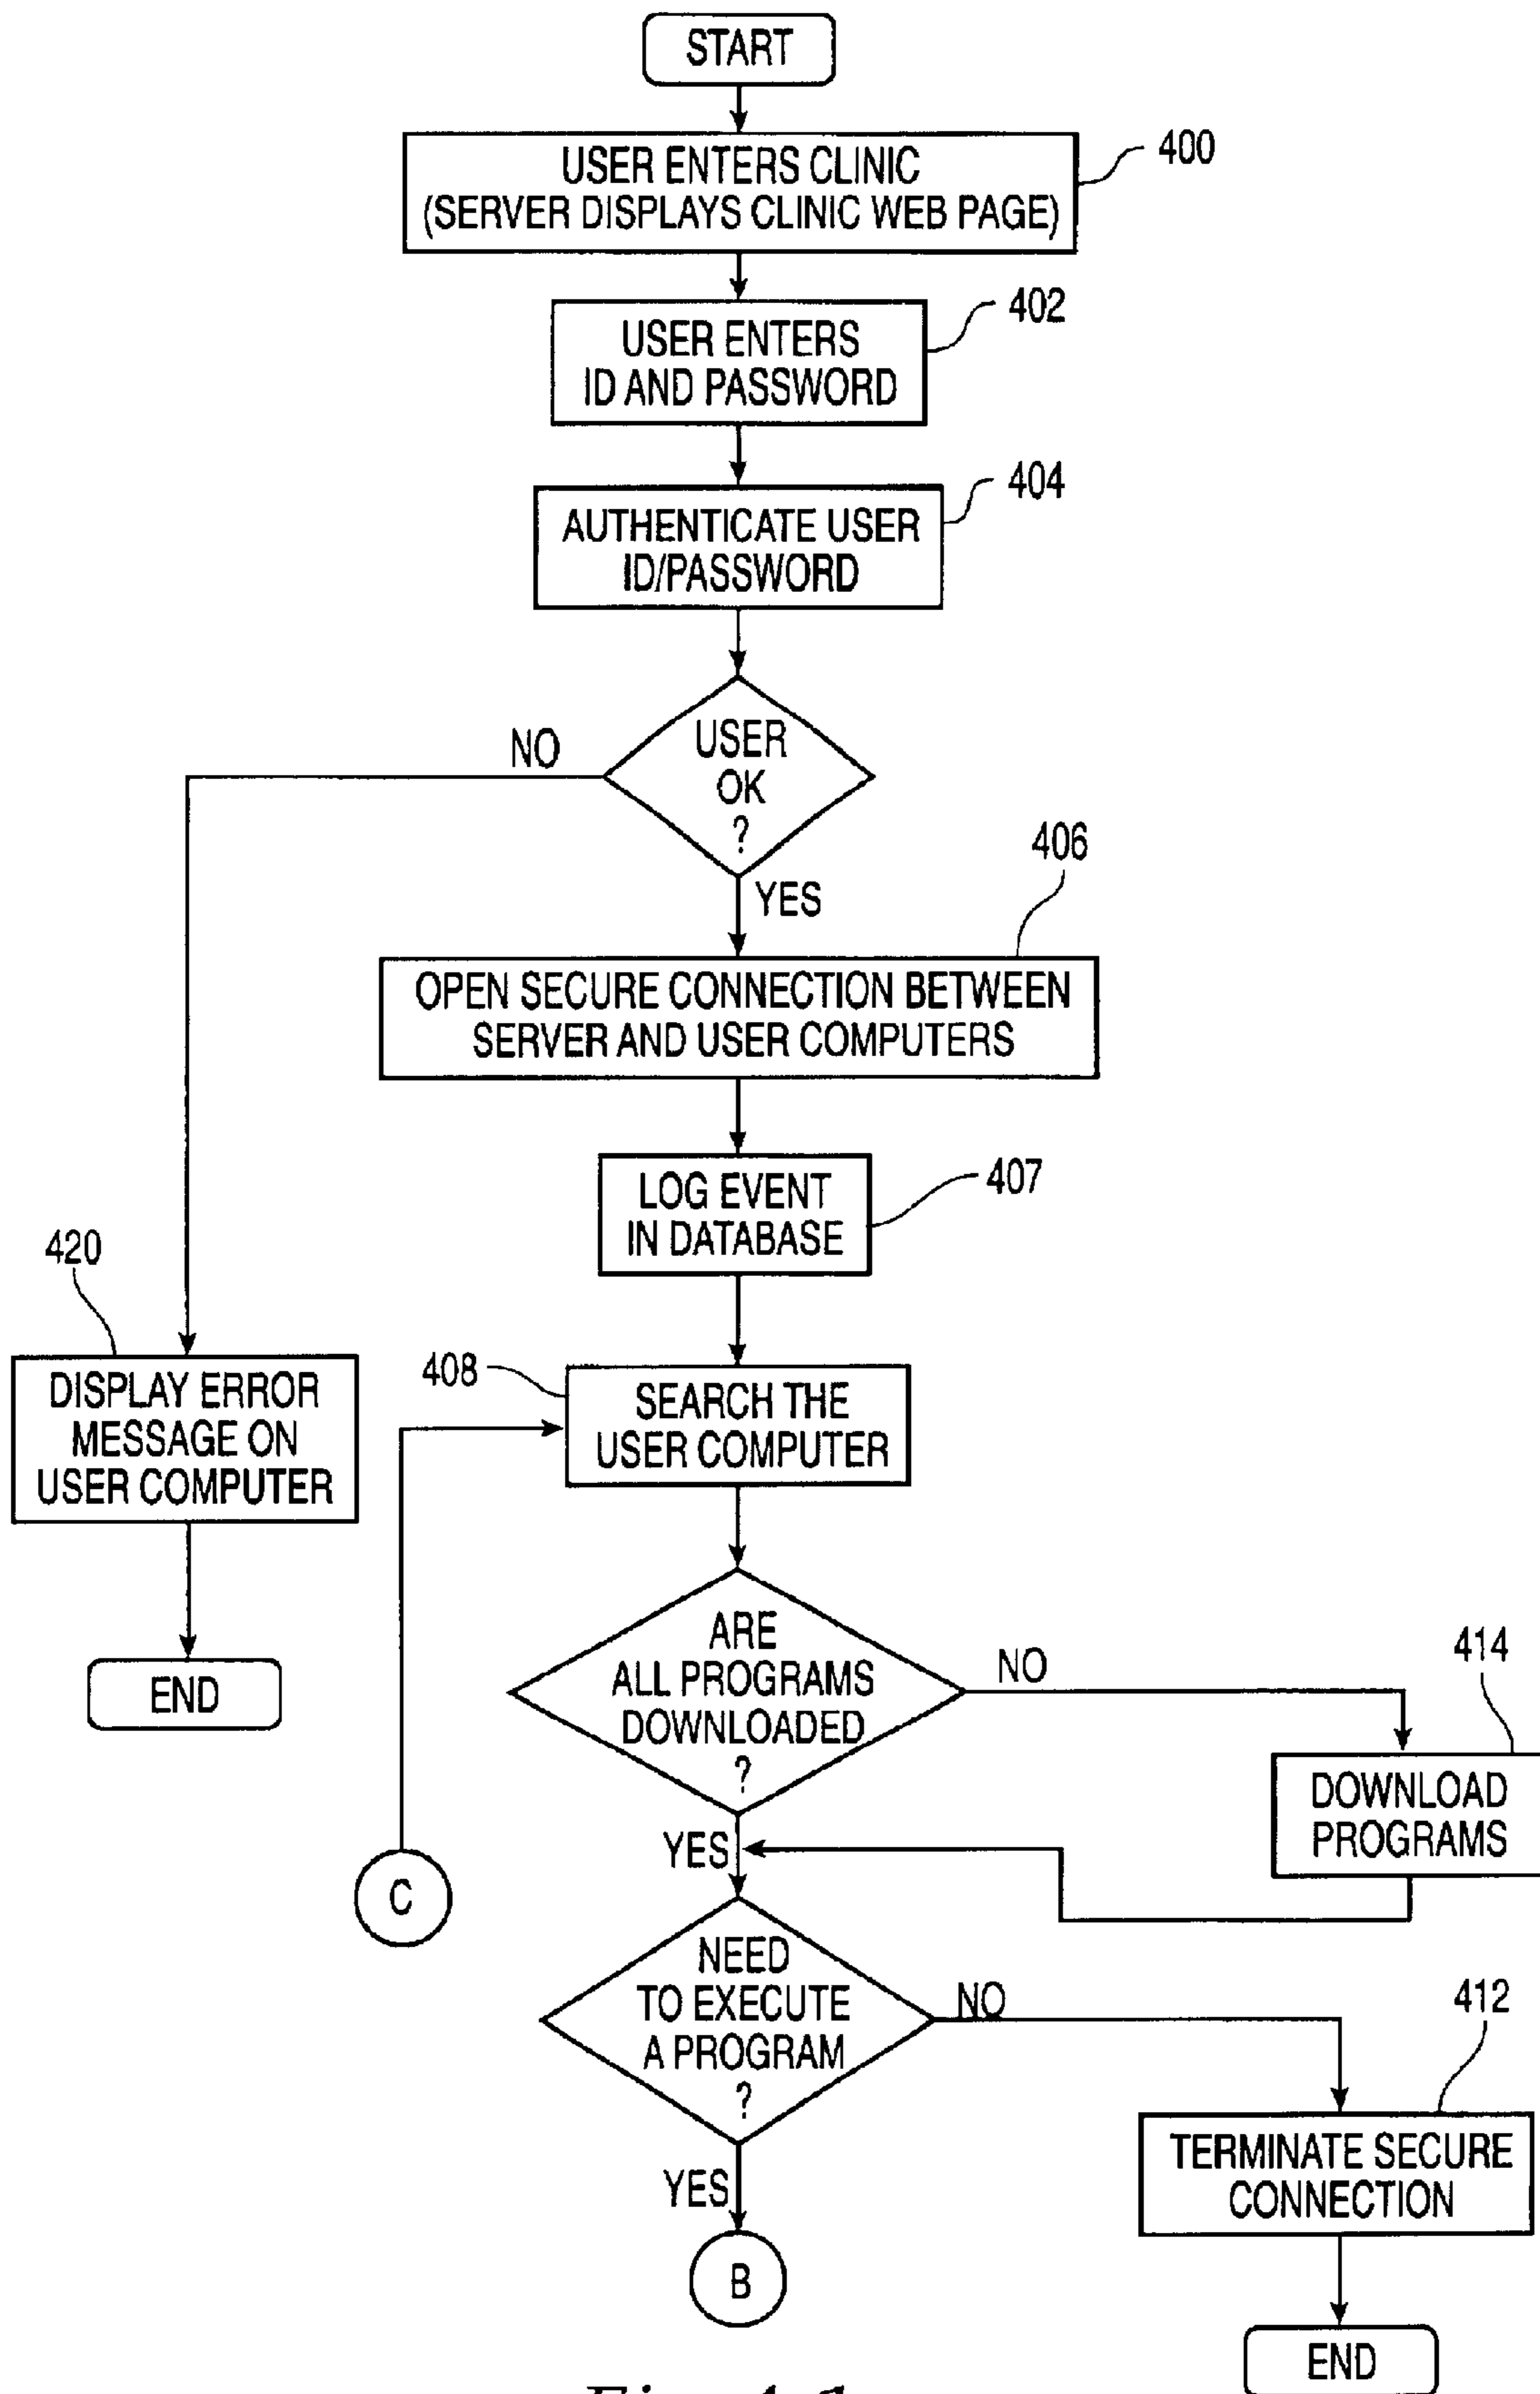 START
USER ENTERS CLINIC
(SERVER DISPLAYS CLINIC WEB PAGE)
400
USER ENTERS
ID AND PASSWORD
402
AUTHENTICATE USER
ID/PASSWORD
404
USER
OK
?
NO
YES
406
OPEN SECURE CONNECTION BETWEEN
SERVER AND USER COMPUTERS
LOG EVENT
IN DATABASE
407
420
DISPLAY ERROR
MESSAGE ON
USER COMPUTER
END
408
SEARCH THE
USER COMPUTER
ARE
ALL PROGRAMS
DOWNLOADED
?
NO
414
DOWNLOAD
PROGRAMS
YES
C
NEED
TO EXECUTE
A PROGRAM
?
NO
412
TERMINATE SECURE
CONNECTION
YES
B
END